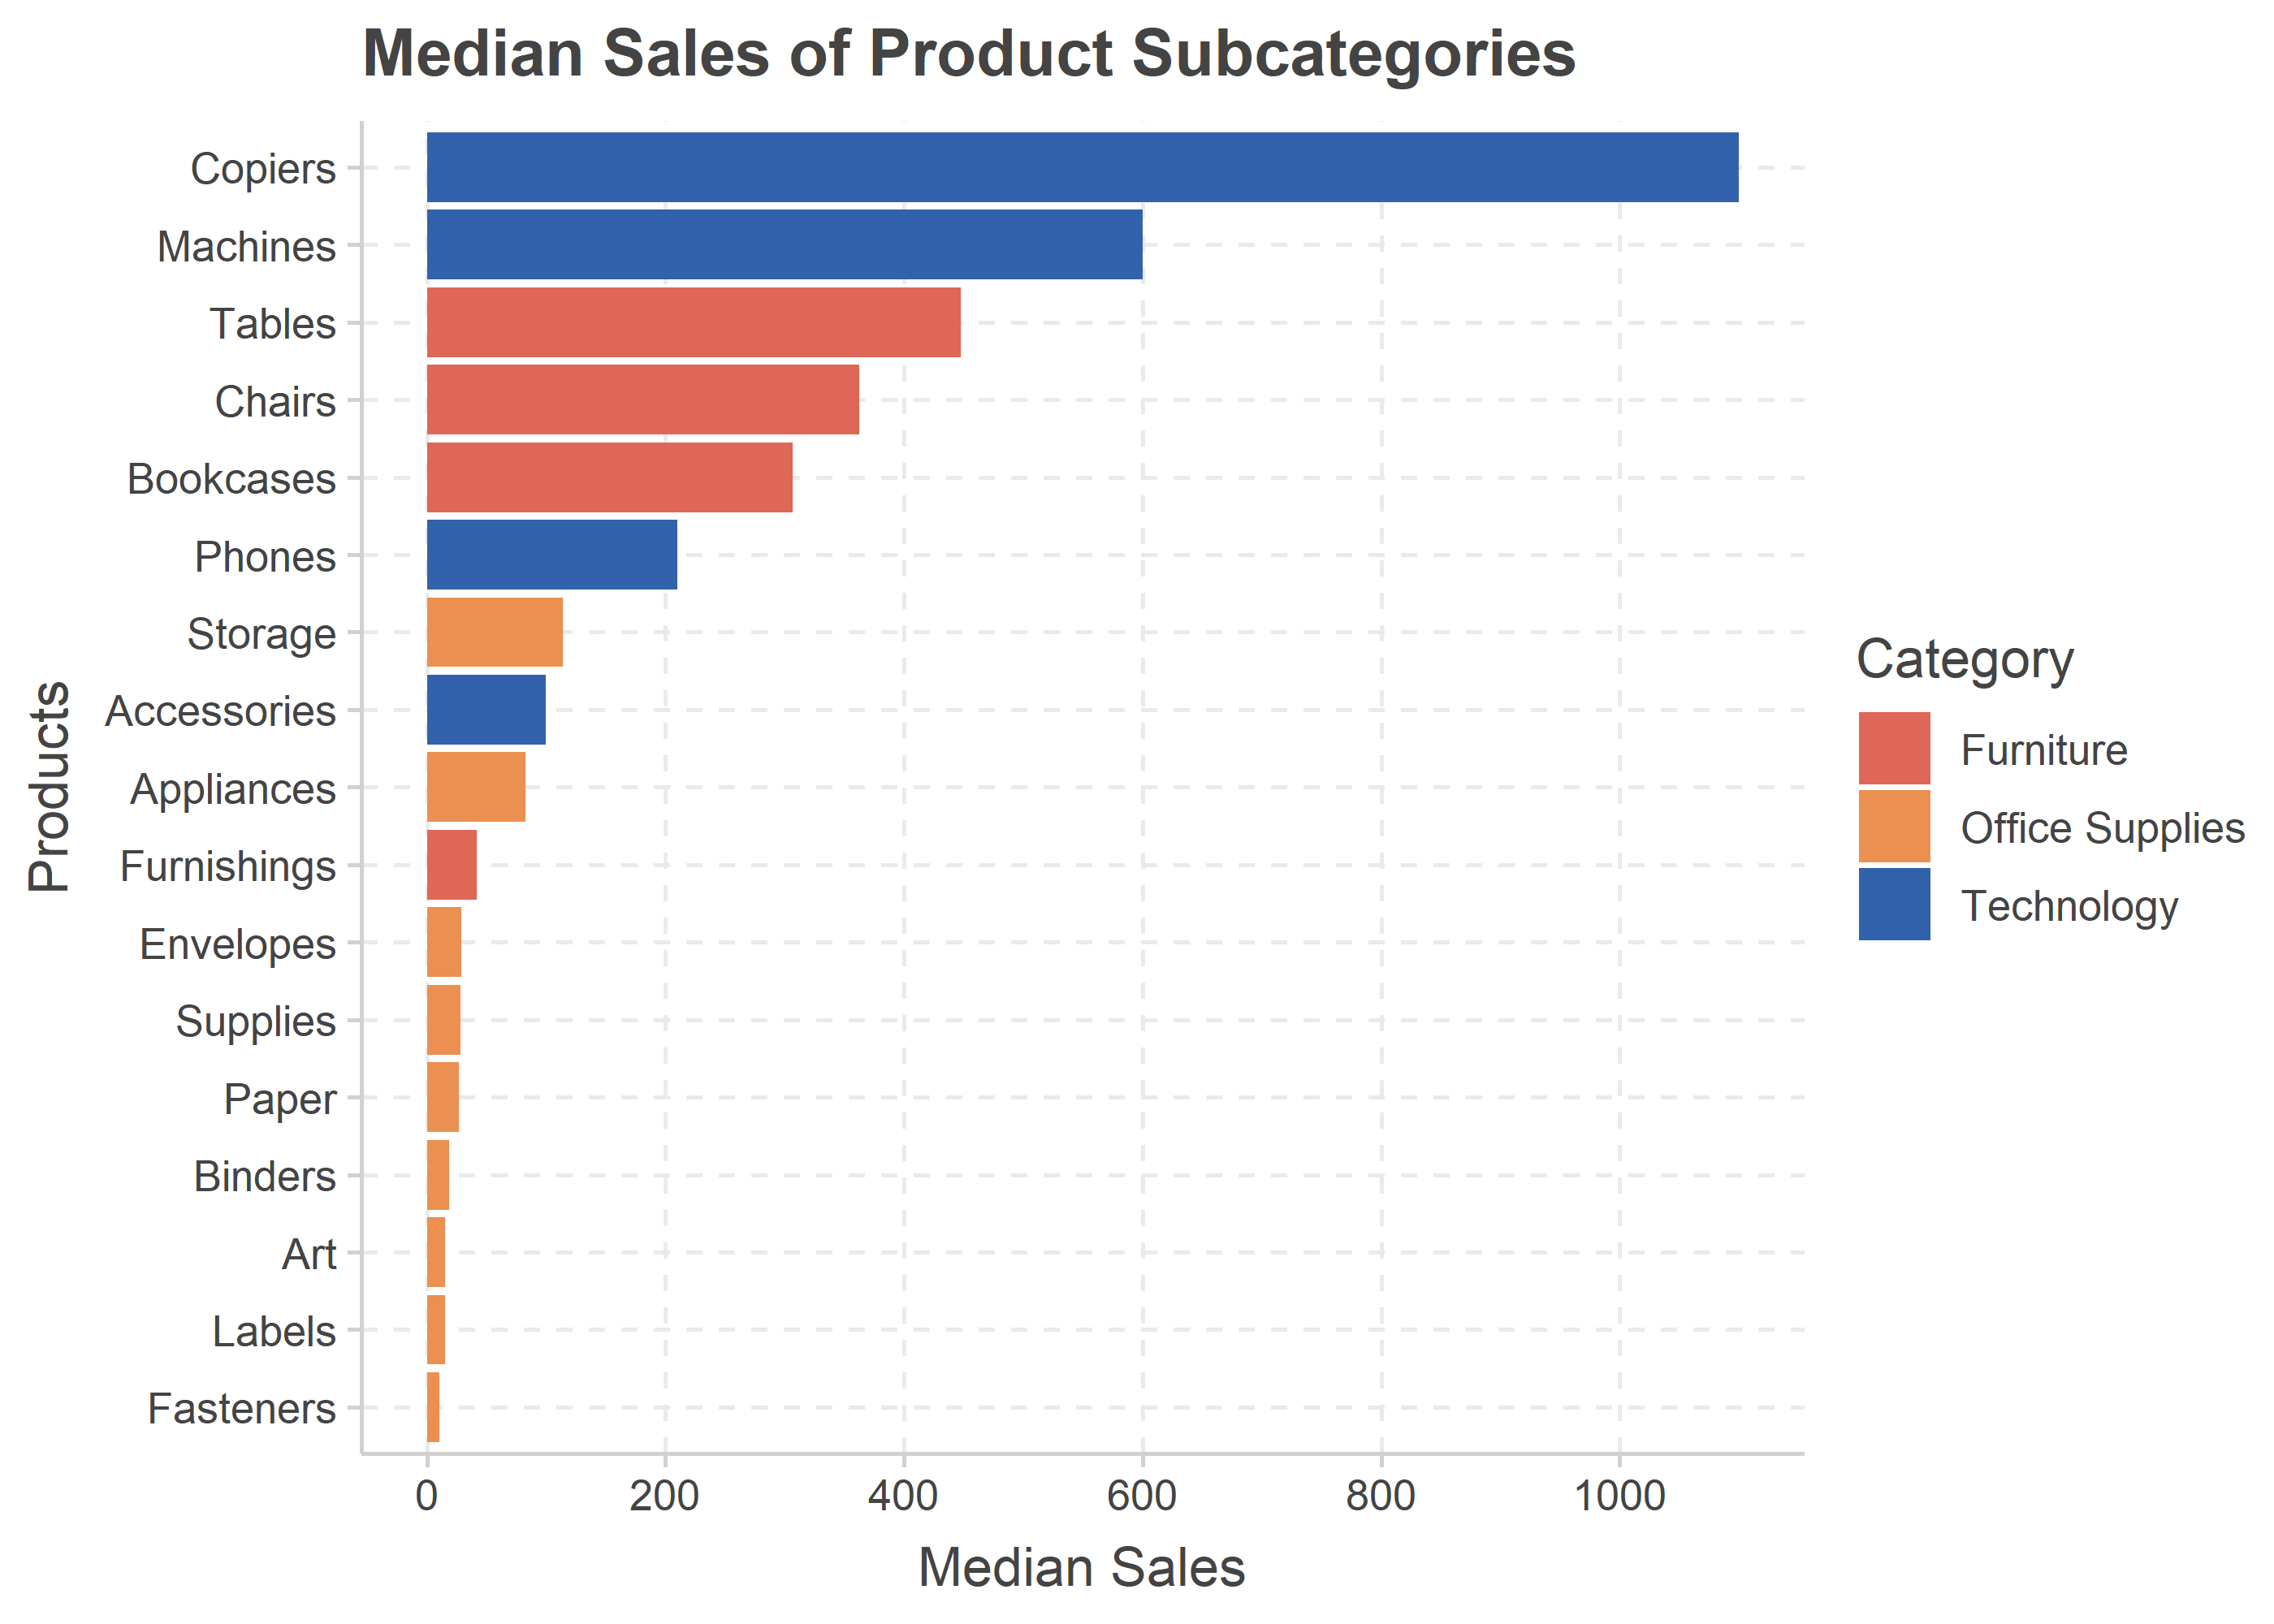 Median Sales of Product Subcategories
Copiers
Machines
Tables
Chairs
Bookcases
Phones
Storage
Accessories
Appliances
Furnishings
Envelopes
Supplies
Paper
Binders
Art
Labels
Fasteners
Products
0 200 400 600 800 1000
Median Sales
Category
Furniture
Office Supplies
Technology